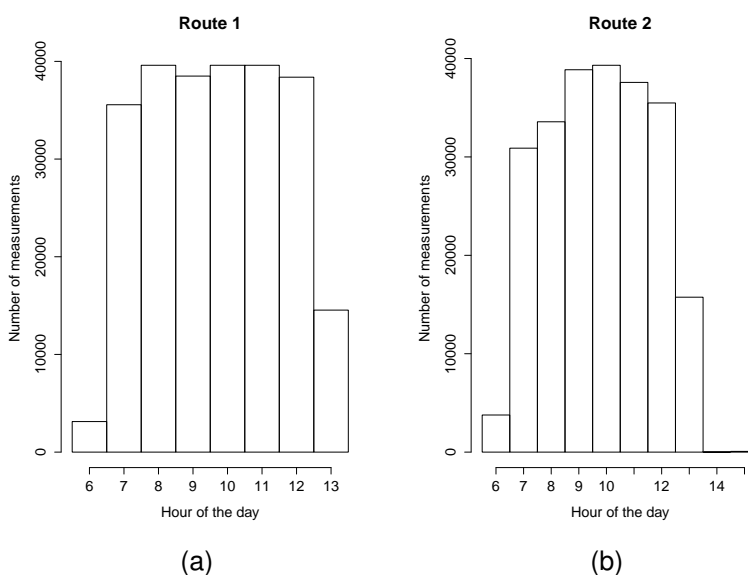 Route 1
Number of measurements
40000
30000
20000
10000
0
6 7 8 9 10 11 12 13
Hour of the day
(a)
Route 2
Number of measurements
40000
30000
20000
10000
0
6 7 8 9 10 12 14
Hour of the day
(b)